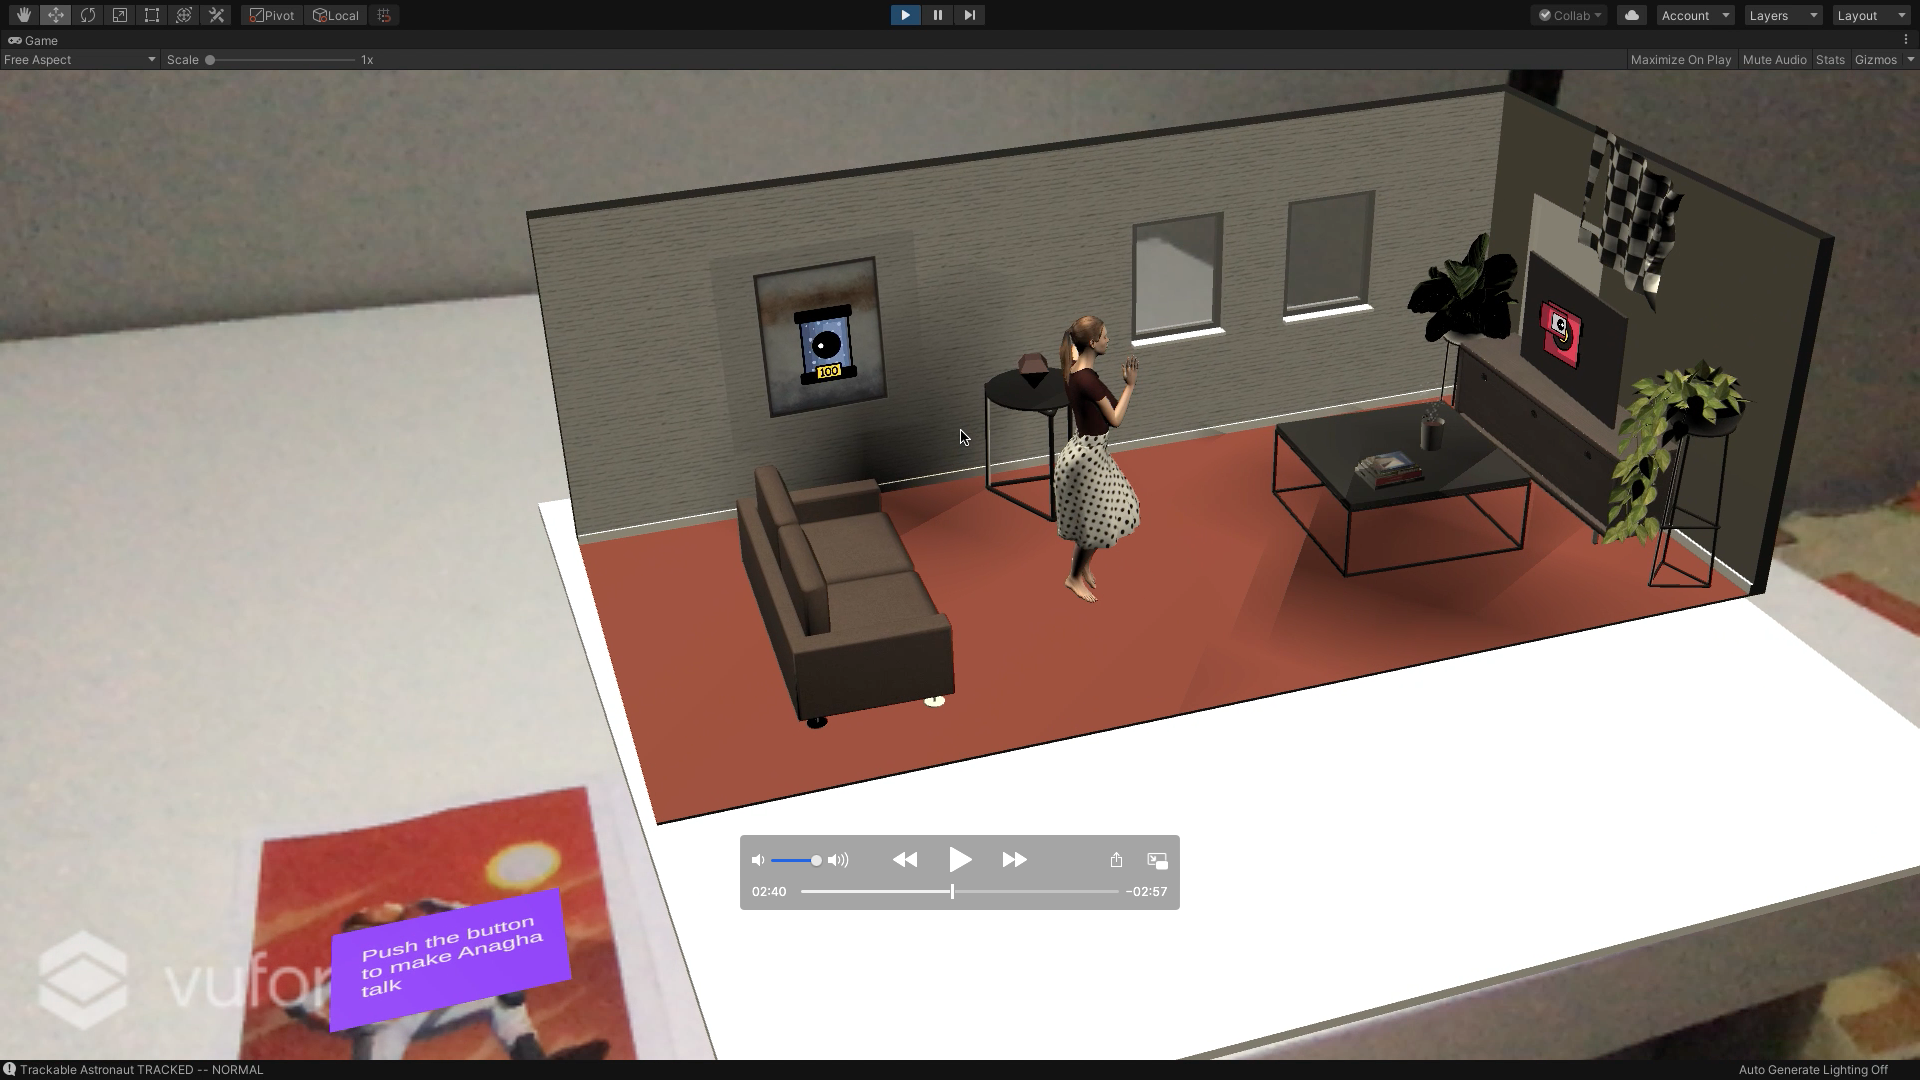 Pivot
Local
Collab
Account
Layers
Layout
Game
Free Aspect
Scale
1x
Maximize On Play
Mute Audio
Stats
Gizmos
100
02:40
−02:57
Push the button
to make Anagha
talk
vufor
Trackable Astronaut TRACKED -- NORMAL
Auto Generate Lighting Off